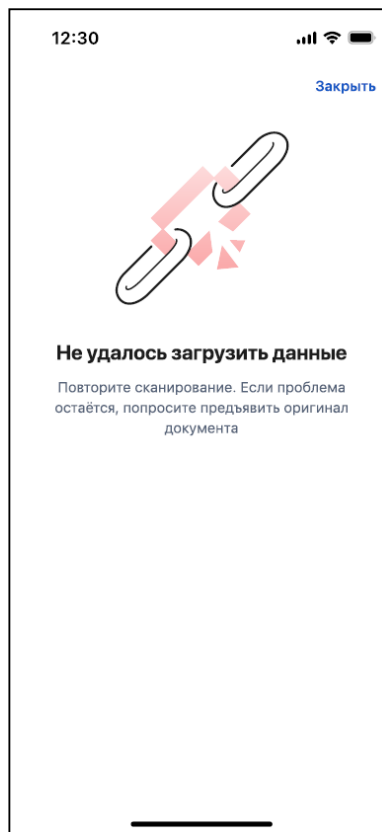 12:30
Закрыть
Не удалось загрузить данные
Повторите сканирование. Если проблема
остаётся, попросите предъявить оригинал
документа